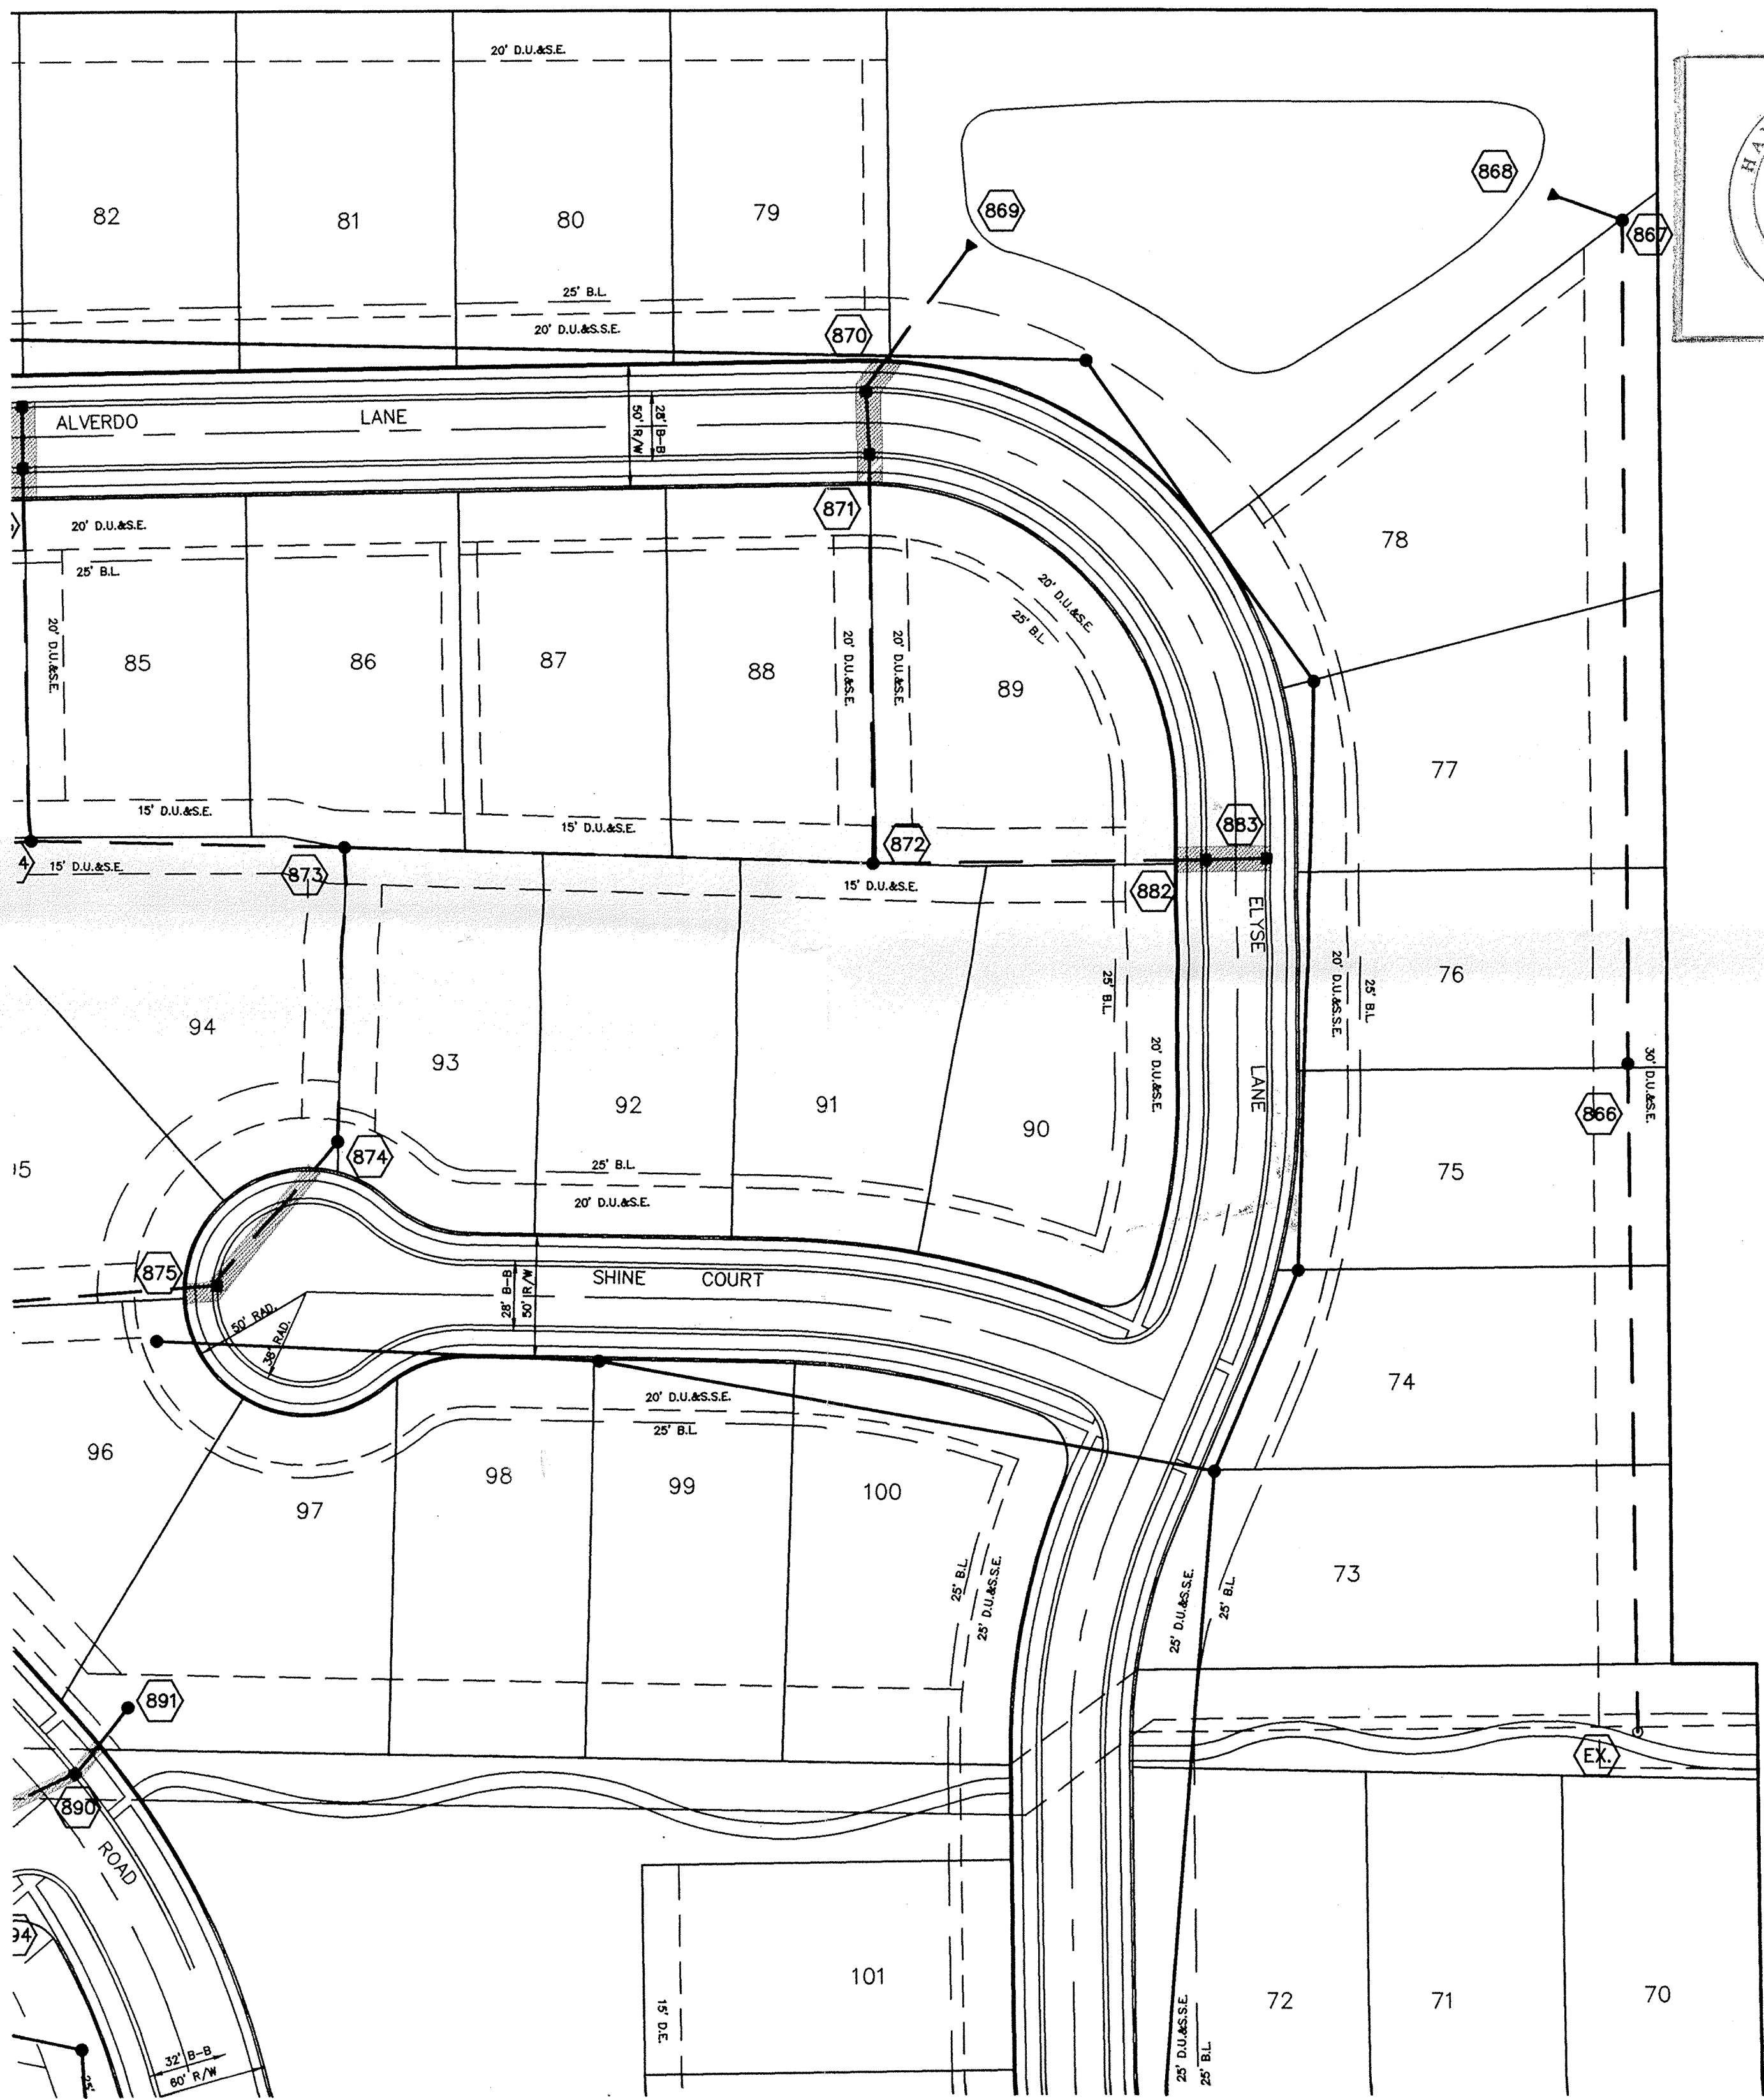 20' D.U.&S.E.
H A
868
869
867
82
81
80
79
25' B.L.
20' D.U.&S.S.E.
870
ALVERDO LANE
50' R/W
28' B-B
871
20' D.U.&S.E.
25' B.L.
78
20' D.U.&S.E.
25' B.L.
20' D.U.&S.E.
85
86
87
88
20' D.U.&S.E.
20' D.U.&S.E.
89
77
15' D.U.&S.E.
15' D.U.&S.E.
883
872
4
15' D.U.&S.E.
873
15' D.U.&S.E.
882
ELYSE LANE
25' B.L.
20' D.U.&S.E.
20' D.U.&S.S.E.
25' B.L.
76
94
93
92
91
90
30' D.U.&S.E.
866
874
25' B.L.
20' D.U.&S.E.
75
875
SHINE COURT
28' B-B
50' R/W
50' RAD.
38' RAD.
74
20' D.U.&S.S.E.
25' B.L.
96
97
98
99
100
25' B.L.
25' D.U.&S.S.E.
25' D.U.&S.S.E.
25' B.L.
73
891
EX.
890
ROAD
94
101
15' D.E.
72
71
70
25' D.U.&S.S.E.
25' B.L.
32' B-B
60' R/W
25'